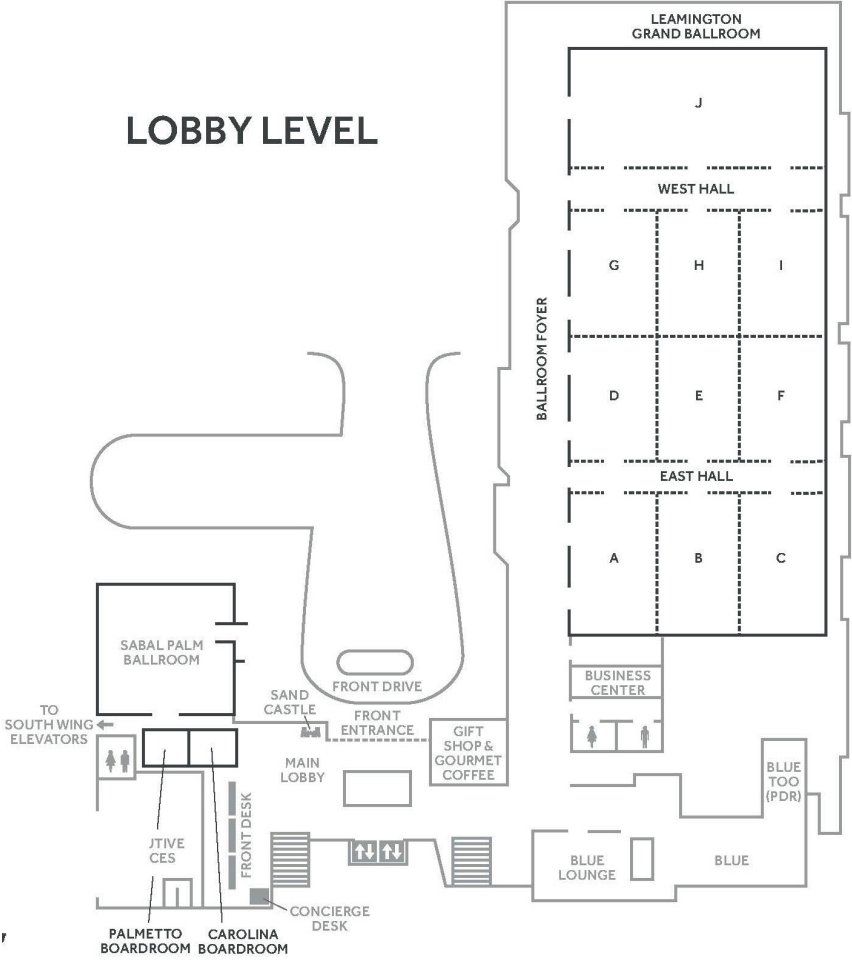 LEAMINGTON
GRAND BALLROOM
LOBBY LEVEL
J
WEST HALL
G
H
I
BALLROOM FOYER
D
E
F
EAST HALL
A
B
C
SABAL PALM
BALLROOM
FRONT DRIVE
BUSINESS
CENTER
SAND
CASTLE
TO
SOUTH WING
ELEVATORS
FRONT
ENTRANCE
GIFT
SHOP &
GOURMET
COFFEE
MAIN
LOBBY
BLUE
TOO
(PDR)
FRONT DESK
JTIVE
CES
BLUE
LOUNGE
BLUE
CONCIERGE
DESK
PALMETTO
BOARDROOM
CAROLINA
BOARDROOM